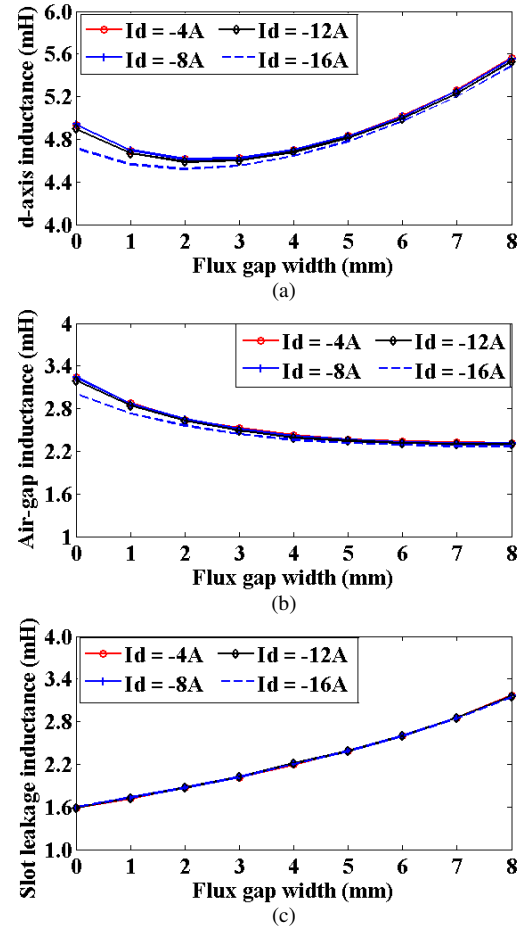 d-axis inductance (mH)
6.0
5.6
5.2
4.8
4.4
4.0
Id = -4A
Id = -12A
Id = -8A
Id = -16A
0 1 2 3 4 5 6 7 8
Flux gap width (mm)
(a)
Air-gap inductance (mH)
4
3.4
2.8
2.2
1.6
1
Id = -4A
Id = -12A
Id = -8A
Id = -16A
0 1 2 3 4 5 6 7 8
Flux gap width (mm)
(b)
Slot leakage inductance (mH)
4.0
3.4
2.8
2.2
1.6
1.0
Id = -4A
Id = -12A
Id = -8A
Id = -16A
0 1 2 3 4 5 6 7 8
Flux gap width (mm)
(c)